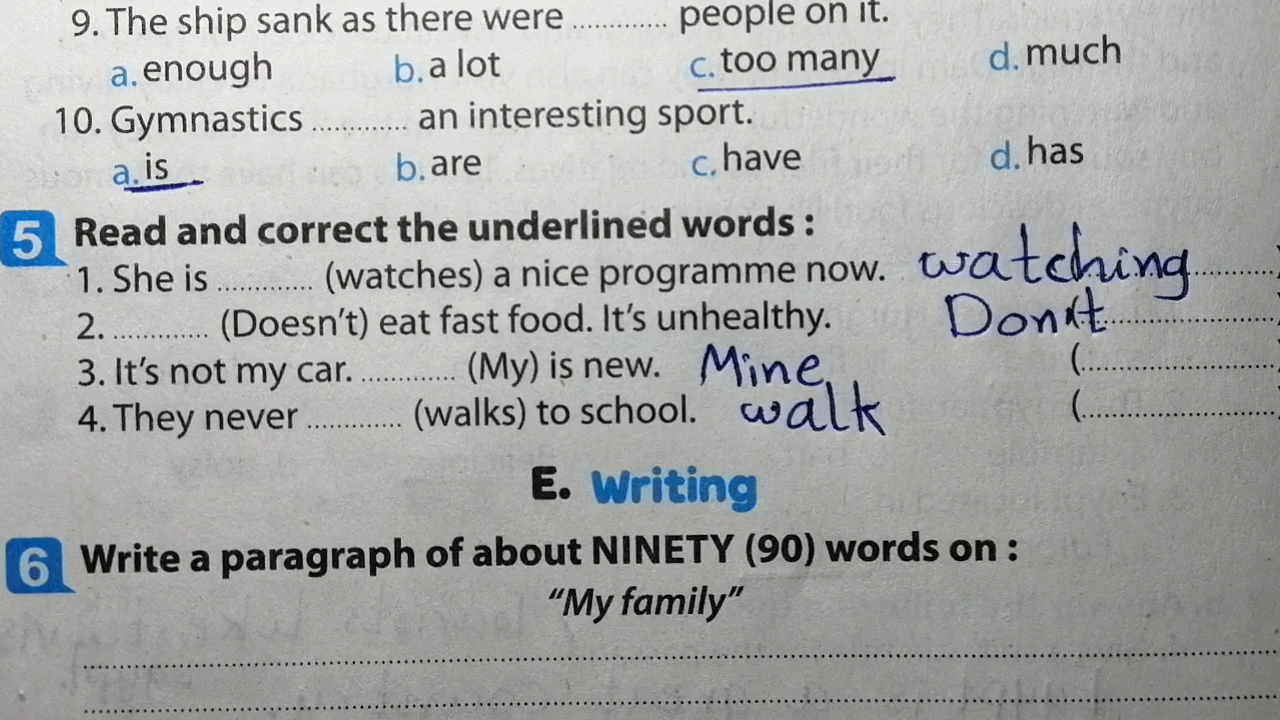 9. The ship sank as there were ............ people on it.
a. enough b. a lot c. too many d. much
10. Gymnastics ............ an interesting sport.
a. is b. are c. have d. has
5 Read and correct the underlined words :
1. She is ............ (watches) a nice programme now. watching ............)
2. ............ (Doesn't) eat fast food. It's unhealthy. Don't ............
3. It's not my car. ............ (My) is new. Mine (........................
4. They never ............ (walks) to school. walk (........................
E. Writing
6 Write a paragraph of about NINETY (90) words on :
"My family"